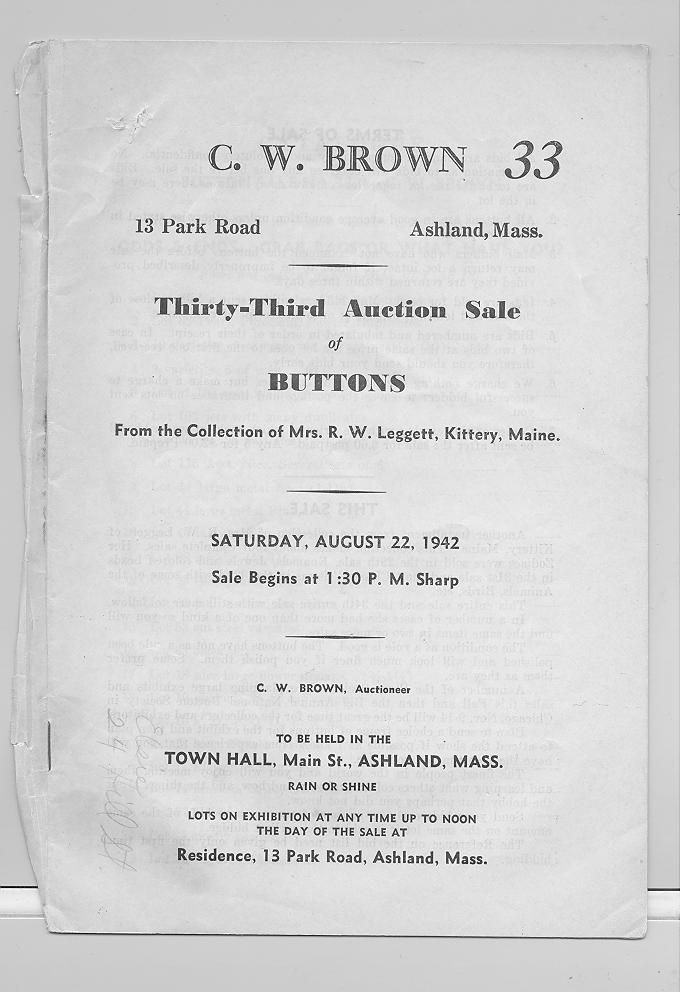 C. W. BROWN 33
13 Park Road Ashland, Mass.
Thirty-Third Auction Sale
of
BUTTONS
From the Collection of Mrs. R. W. Leggett, Kittery, Maine.
SATURDAY, AUGUST 22, 1942
Sale Begins at 1:30 P. M. Sharp
C. W. BROWN, Auctioneer
TO BE HELD IN THE
TOWN HALL, Main St., ASHLAND, MASS.
RAIN OR SHINE
LOTS ON EXHIBITION AT ANY TIME UP TO NOON
THE DAY OF THE SALE AT
Residence, 13 Park Road, Ashland, Mass.